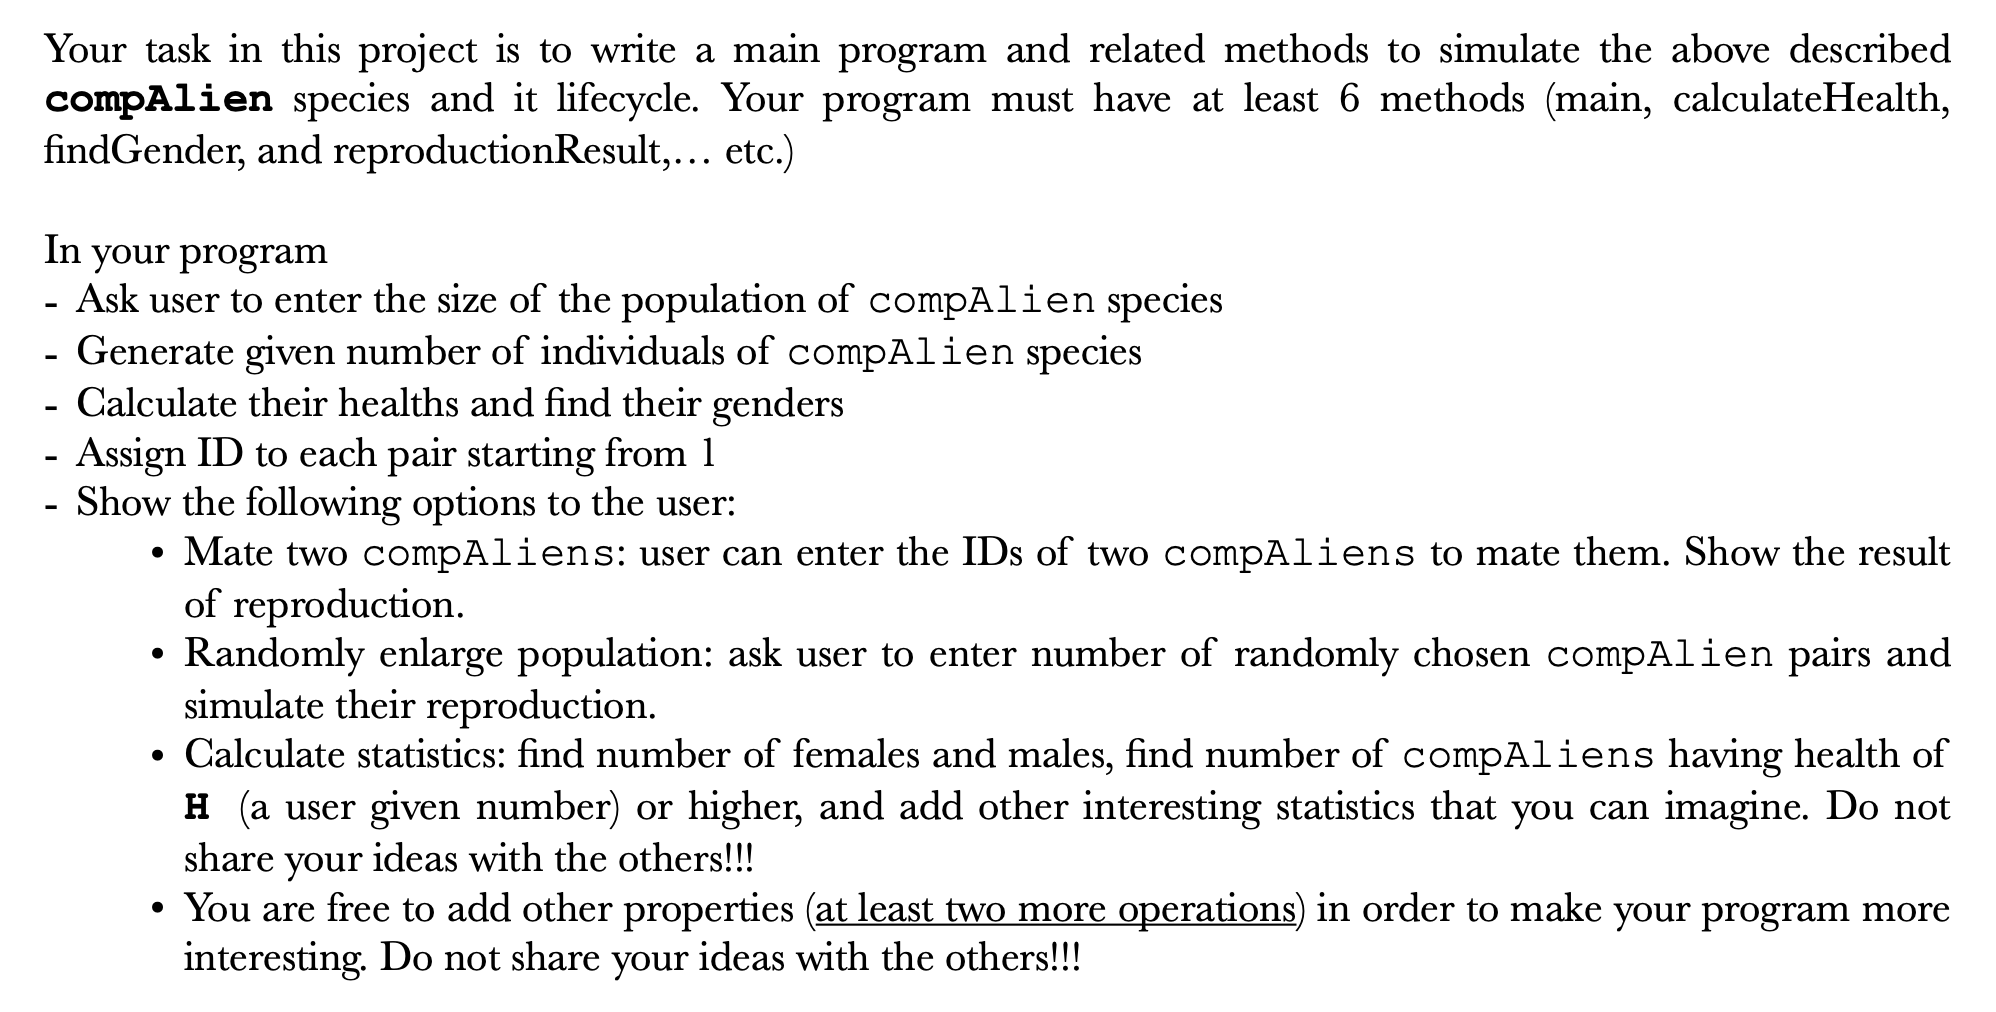 Your task in this project is to write a main program and related methods to simulate the above described
compAlien species and it lifecycle. Your program must have at least 6 methods (main, calculateHealth,
findGender, and reproductionResult,… etc.)
In your program
- Ask user to enter the size of the population of compAlien species
- Generate given number of individuals of compAlien species
- Calculate their healths and find their genders
- Assign ID to each pair starting from 1
- Show the following options to the user:
• Mate two compAliens: user can enter the IDs of two compAliens to mate them. Show the result
of reproduction.
• Randomly enlarge population: ask user to enter number of randomly chosen compAlien pairs and
simulate their reproduction.
• Calculate statistics: find number of females and males, find number of compAliens having health of
H (a user given number) or higher, and add other interesting statistics that you can imagine. Do not
share your ideas with the others!!!
• You are free to add other properties (at least two more operations) in order to make your program more
interesting. Do not share your ideas with the others!!!